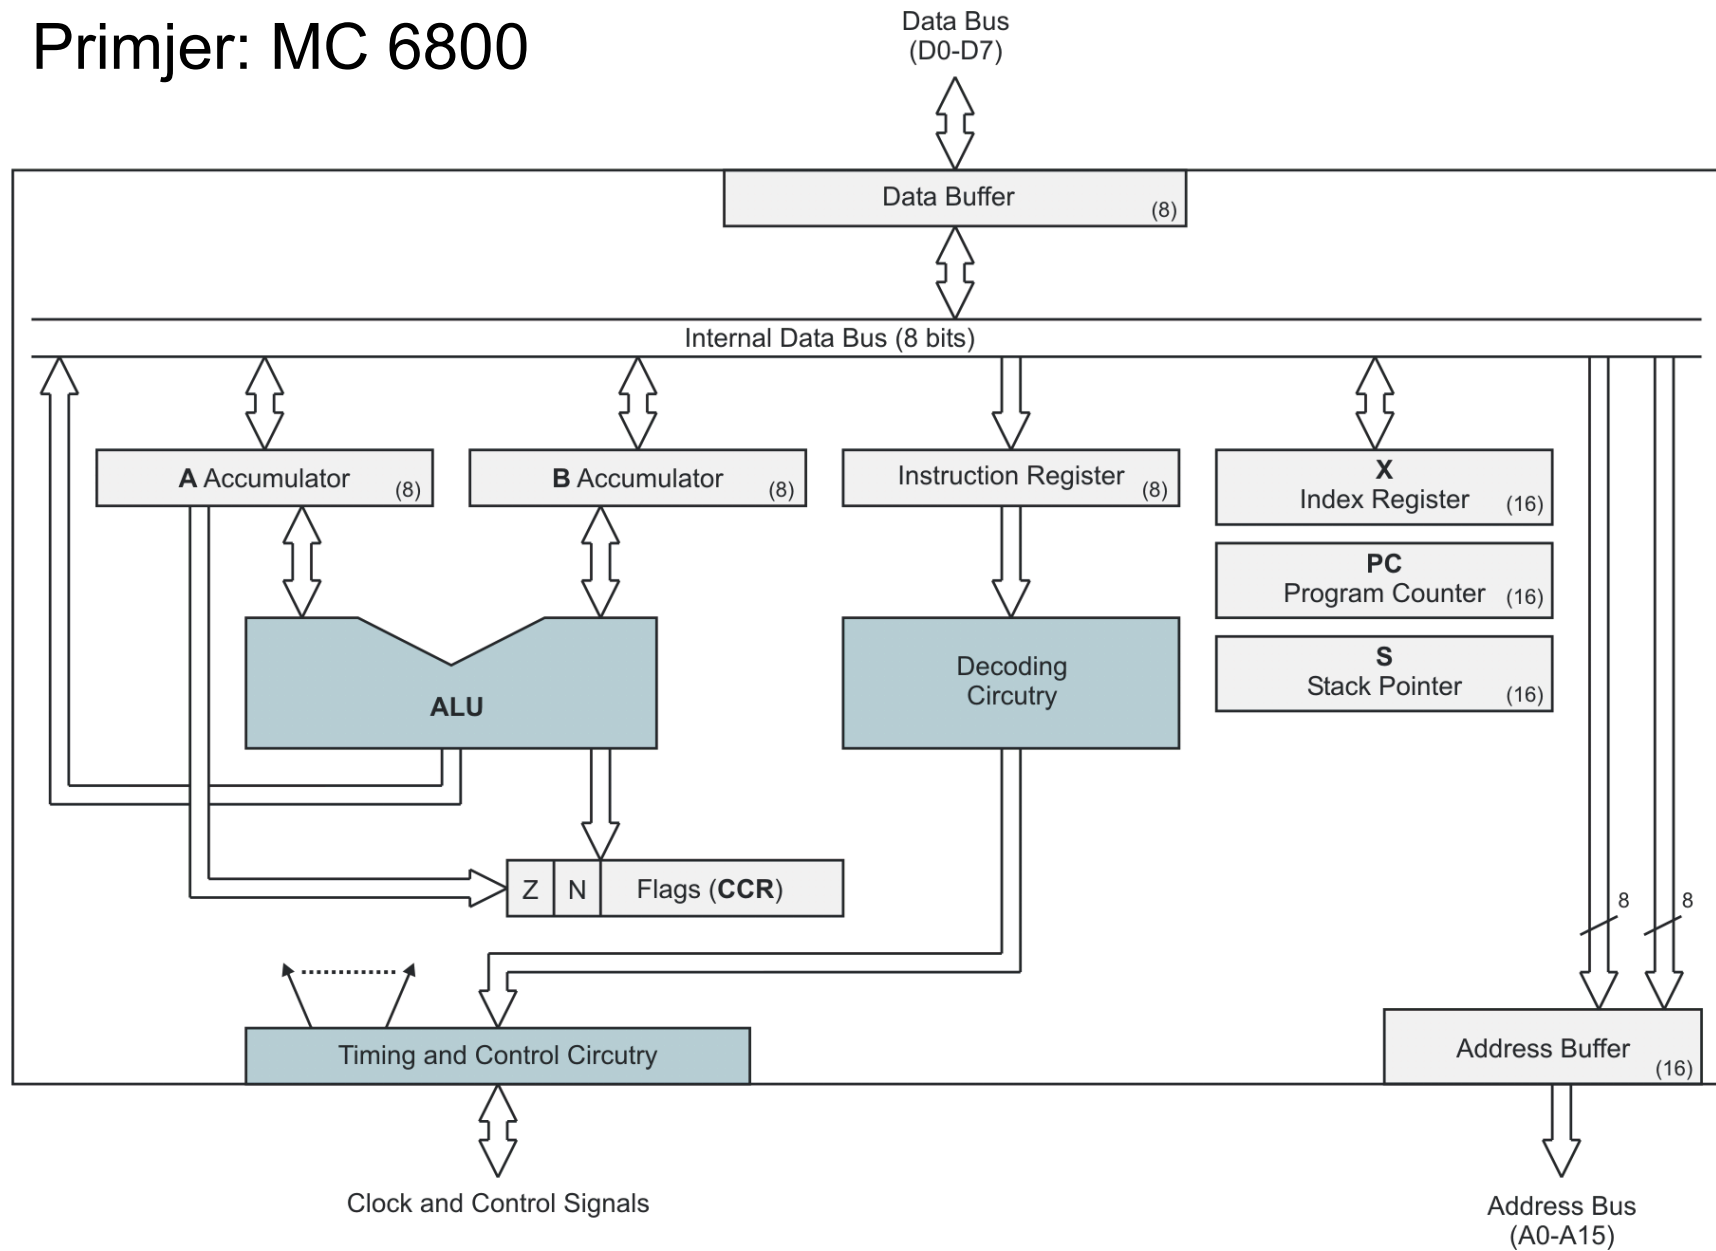 Primjer: MC 6800
Data Bus
(D0-D7)
Data Buffer
(8)
Internal Data Bus (8 bits)
A Accumulator
(8)
B Accumulator
(8)
Instruction Register
(8)
X
Index Register
(16)
PC
Program Counter
(16)
S
Stack Pointer
(16)
ALU
Decoding
Circutry
Z
N
Flags (CCR)
8
8
Timing and Control Circutry
Address Buffer
(16)
Clock and Control Signals
Address Bus
(A0-A15)